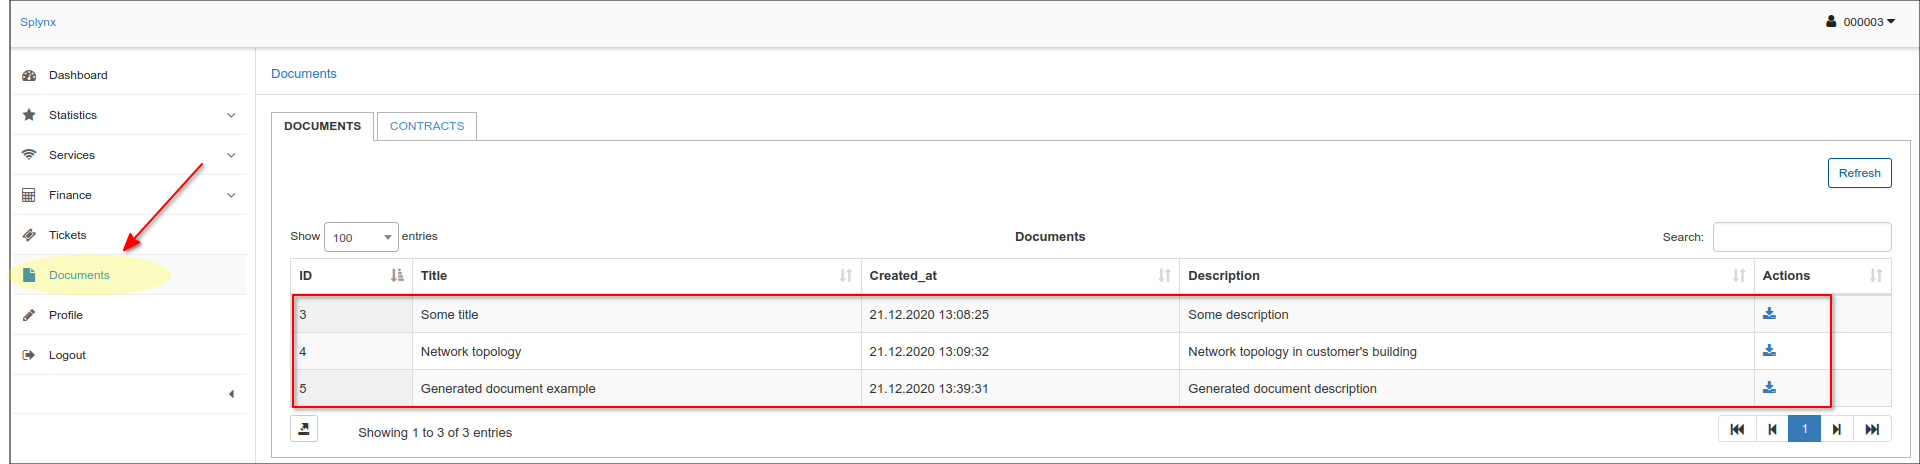 Splynx
000003
Dashboard
Statistics
Services
Finance
Tickets
Documents
Profile
Logout
Documents
DOCUMENTS CONTRACTS
Refresh
Show 100 entries
Documents
Search:
ID Title Created_at Description Actions
3 Some title 21.12.2020 13:08:25 Some description
4 Network topology 21.12.2020 13:09:32 Network topology in customer's building
5 Generated document example 21.12.2020 13:39:31 Generated document description
Showing 1 to 3 of 3 entries
1